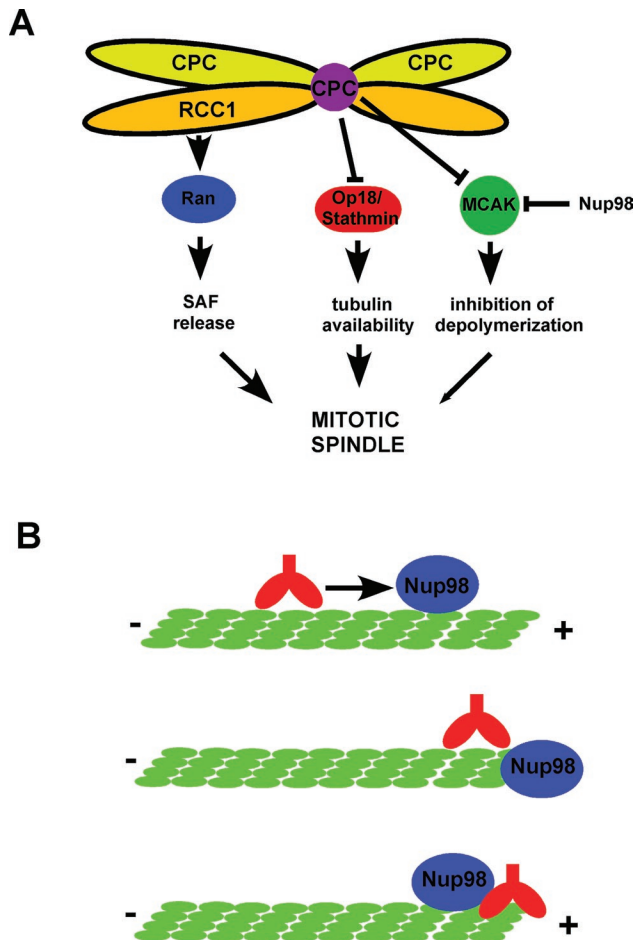 A
CPC
CPC
CPC
RCC1
Ran
Op18/
Stathmin
MCAK
Nup98
SAF
release
tubulin
availability
inhibition of
depolymerization
MITOTIC
SPINDLE
B
Nup98
-
+
-
Nup98
Nup98
-
+